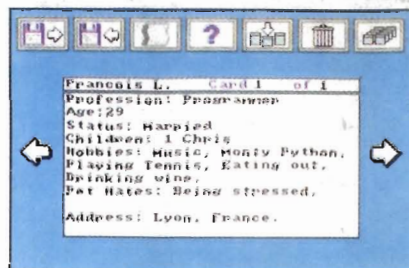 ?
Francois L. Card 1 of 1
Profession: Programmer
Age:29
Status: Married
Children: 1 Chris
Hobbies: Music, Monty Python,
Playing Tennis, Eating out,
Drinking wine,
Pet Hates: Being stressed,
Address: Lyon, France.